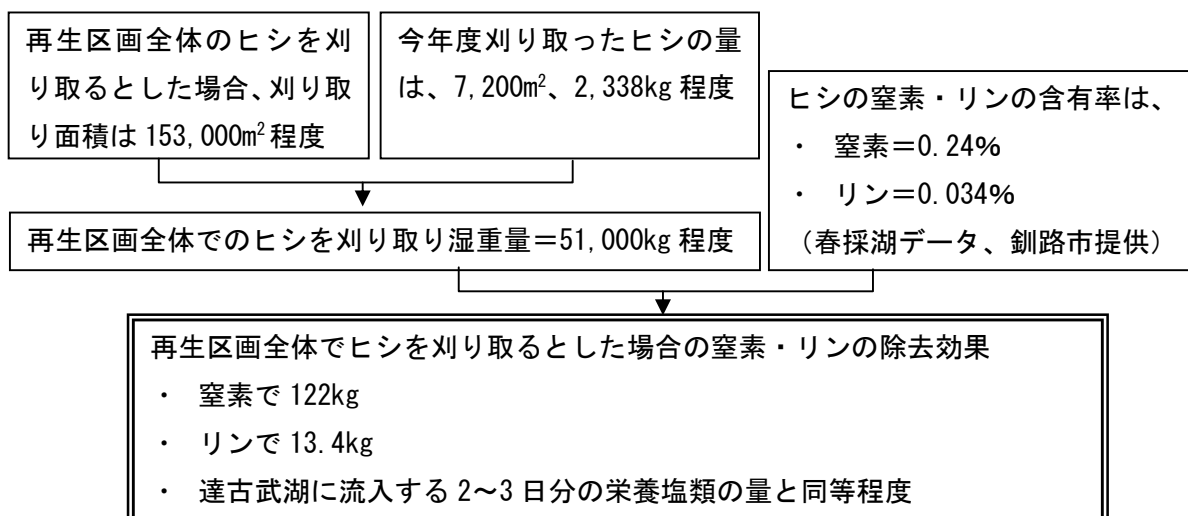 再生区画全体のヒシを刈
り取るとした場合、刈り取
り面積は 153,000m²程度
今年度刈り取ったヒシの量
は、7,200m²、2,338kg 程度
ヒシの窒素・リンの含有率は、
・ 窒素＝0.24%
・ リン＝0.034%
（春採湖データ、釧路市提供）
再生区画全体でのヒシを刈り取り湿重量＝51,000kg 程度
再生区画全体でヒシを刈り取るとした場合の窒素・リンの除去効果
・ 窒素で 122kg
・ リンで 13.4kg
・ 達古武湖に流入する 2～3 日分の栄養塩類の量と同等程度